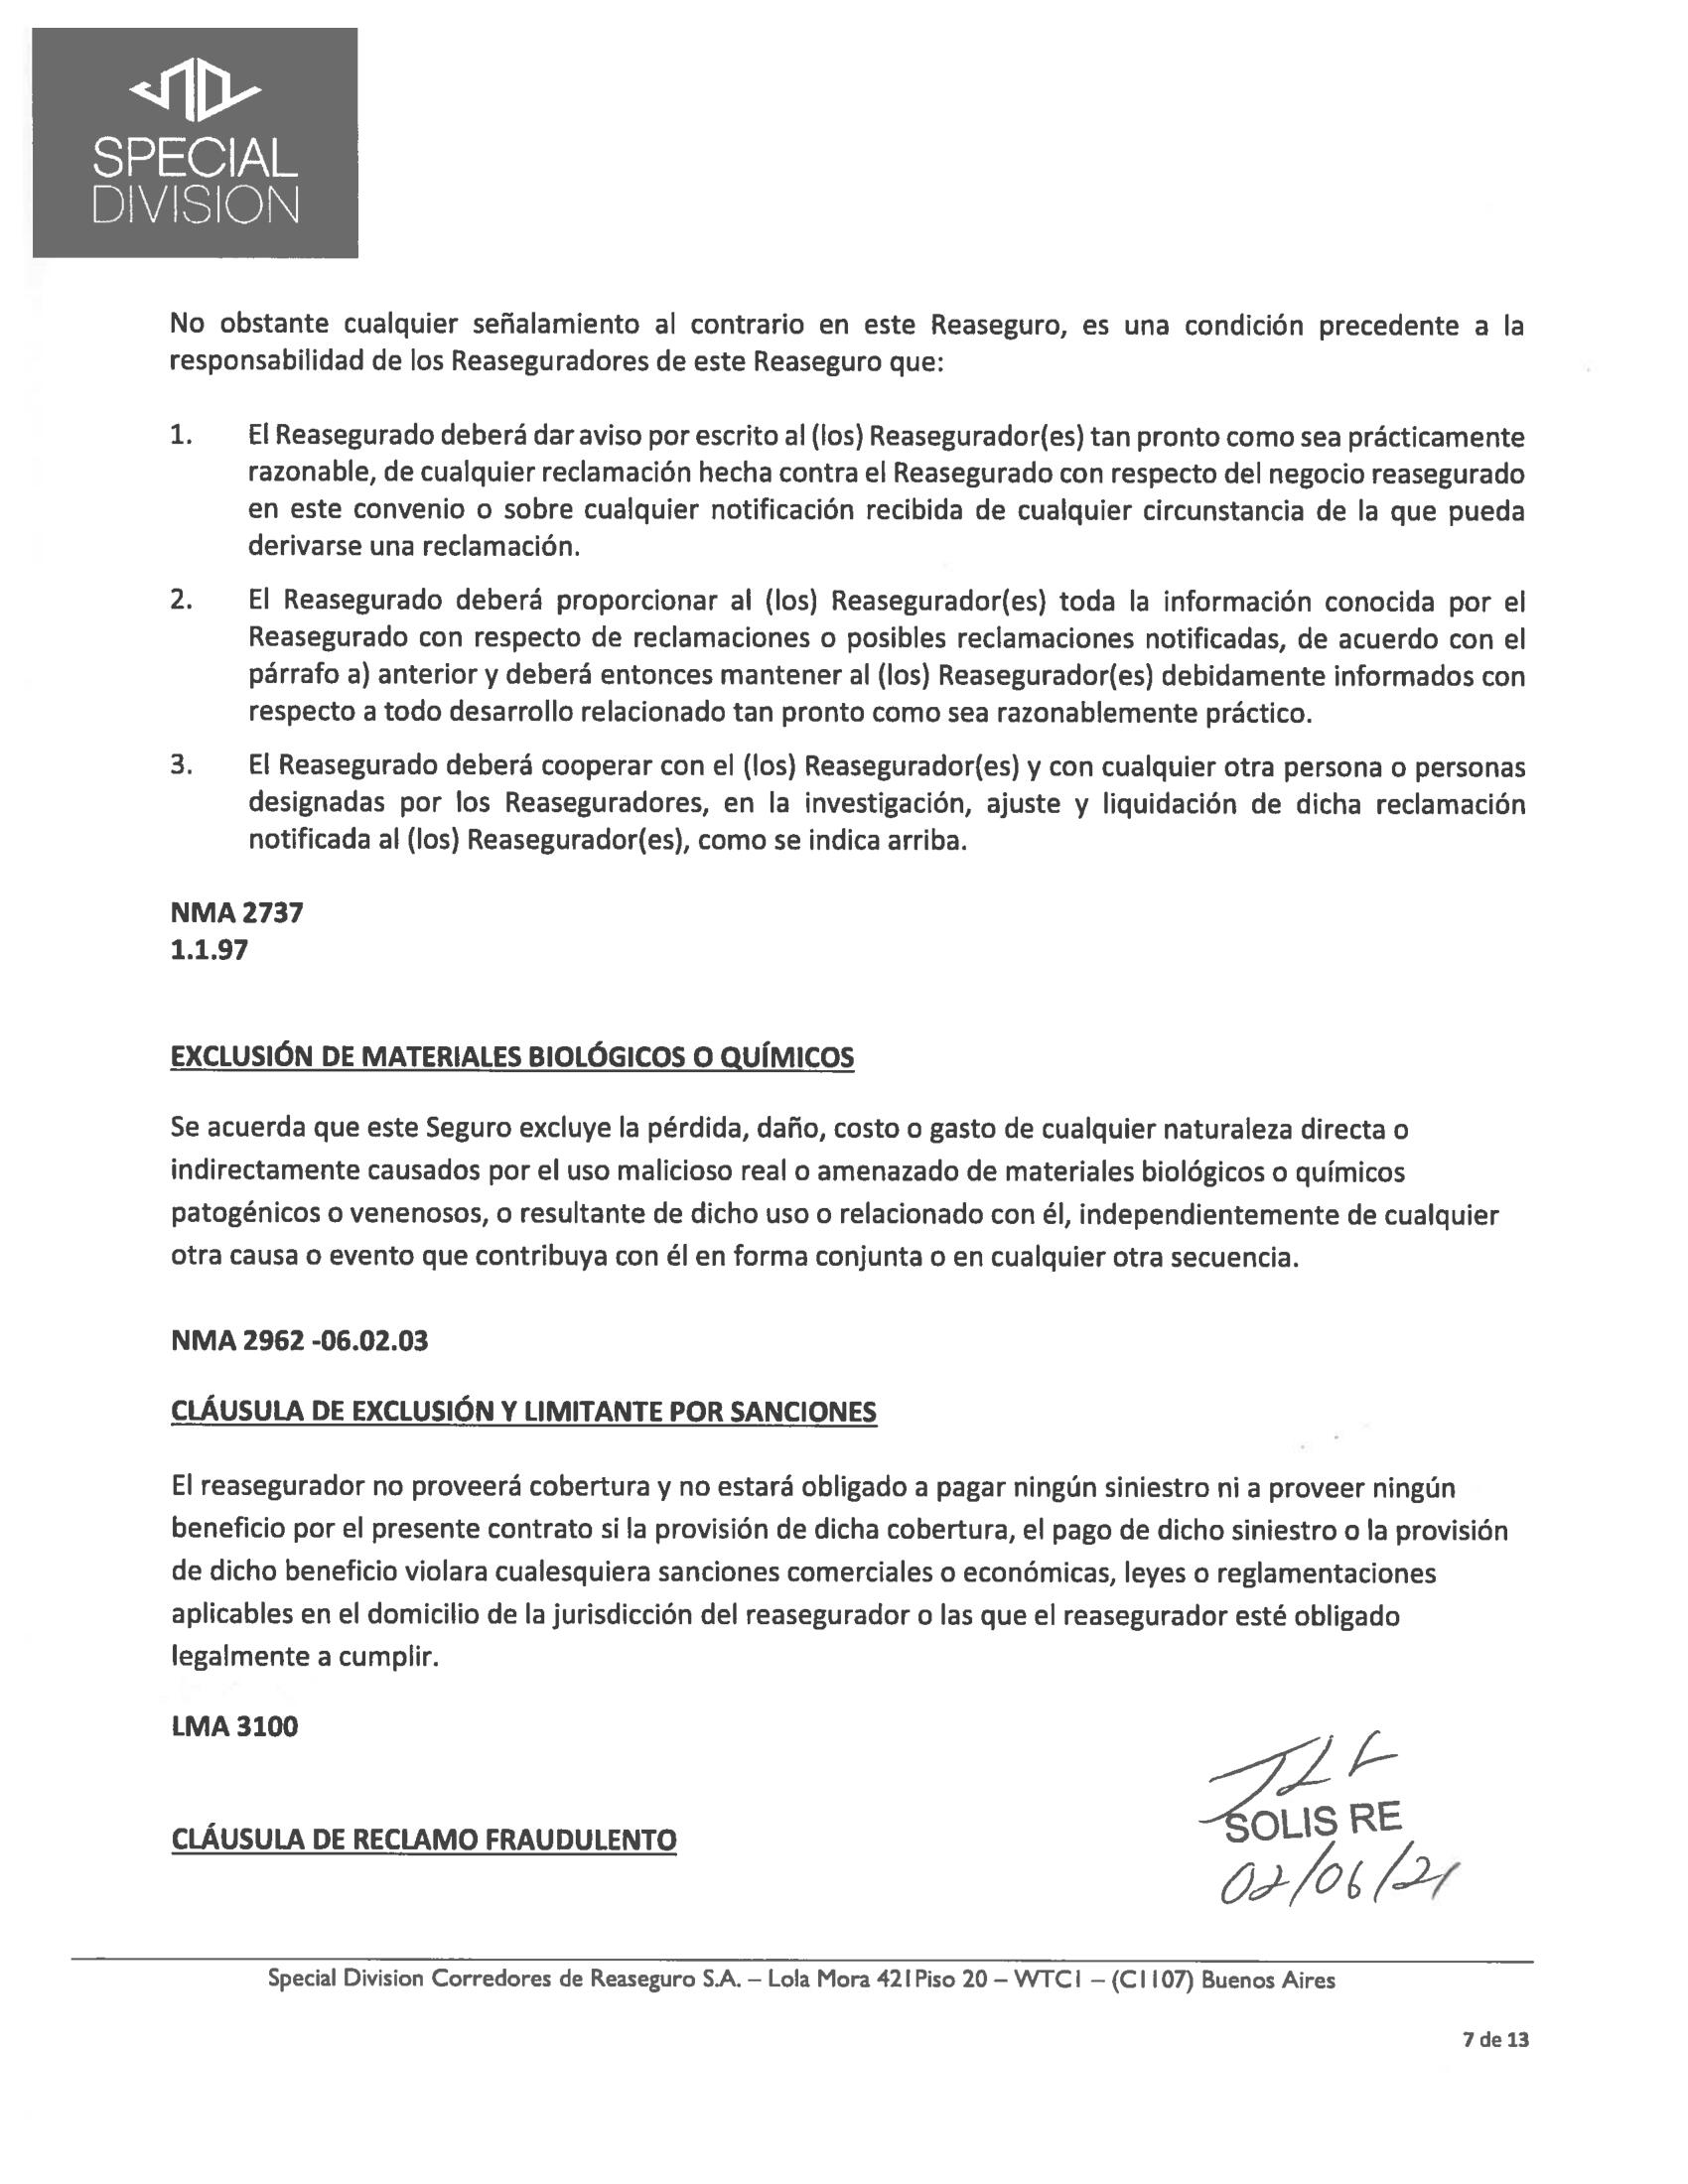 SPECIAL
DIVISION
No obstante cualquier señalamiento al contrario en este Reaseguro, es una condición precedente a la
responsabilidad de los Reaseguradores de este Reaseguro que:
1. El Reasegurado deberá dar aviso por escrito al (los) Reasegurador(es) tan pronto como sea prácticamente
razonable, de cualquier reclamación hecha contra el Reasegurado con respecto del negocio reasegurado
en este convenio o sobre cualquier notificación recibida de cualquier circunstancia de la que pueda
derivarse una reclamación.
2. El Reasegurado deberá proporcionar al (los) Reasegurador(es) toda la información conocida por el
Reasegurado con respecto de reclamaciones o posibles reclamaciones notificadas, de acuerdo con el
párrafo a) anterior y deberá entonces mantener al (los) Reasegurador(es) debidamente informados con
respecto a todo desarrollo relacionado tan pronto como sea razonablemente práctico.
3. El Reasegurado deberá cooperar con el (los) Reasegurador(es) y con cualquier otra persona o personas
designadas por los Reaseguradores, en la investigación, ajuste y liquidación de dicha reclamación
notificada al (los) Reasegurador(es), como se indica arriba.
NMA 2737
1.1.97
EXCLUSIÓN DE MATERIALES BIOLÓGICOS O QUÍMICOS
Se acuerda que este Seguro excluye la pérdida, daño, costo o gasto de cualquier naturaleza directa o
indirectamente causados por el uso malicioso real o amenazado de materiales biológicos o químicos
patogénicos o venenosos, o resultante de dicho uso o relacionado con él, independientemente de cualquier
otra causa o evento que contribuya con él en forma conjunta o en cualquier otra secuencia.
NMA 2962 -06.02.03
CLÁUSULA DE EXCLUSIÓN Y LIMITANTE POR SANCIONES
El reasegurador no proveerá cobertura y no estará obligado a pagar ningún siniestro ni a proveer ningún
beneficio por el presente contrato si la provisión de dicha cobertura, el pago de dicho siniestro o la provisión
de dicho beneficio violara cualesquiera sanciones comerciales o económicas, leyes o reglamentaciones
aplicables en el domicilio de la jurisdicción del reasegurador o las que el reasegurador esté obligado
legalmente a cumplir.
LMA 3100
SOLIS RE
02/06/21
CLÁUSULA DE RECLAMO FRAUDULENTO
Special Division Corredores de Reaseguro S.A. – Lola Mora 421 Piso 20 – WTC1 – (C1107) Buenos Aires
7 de 13